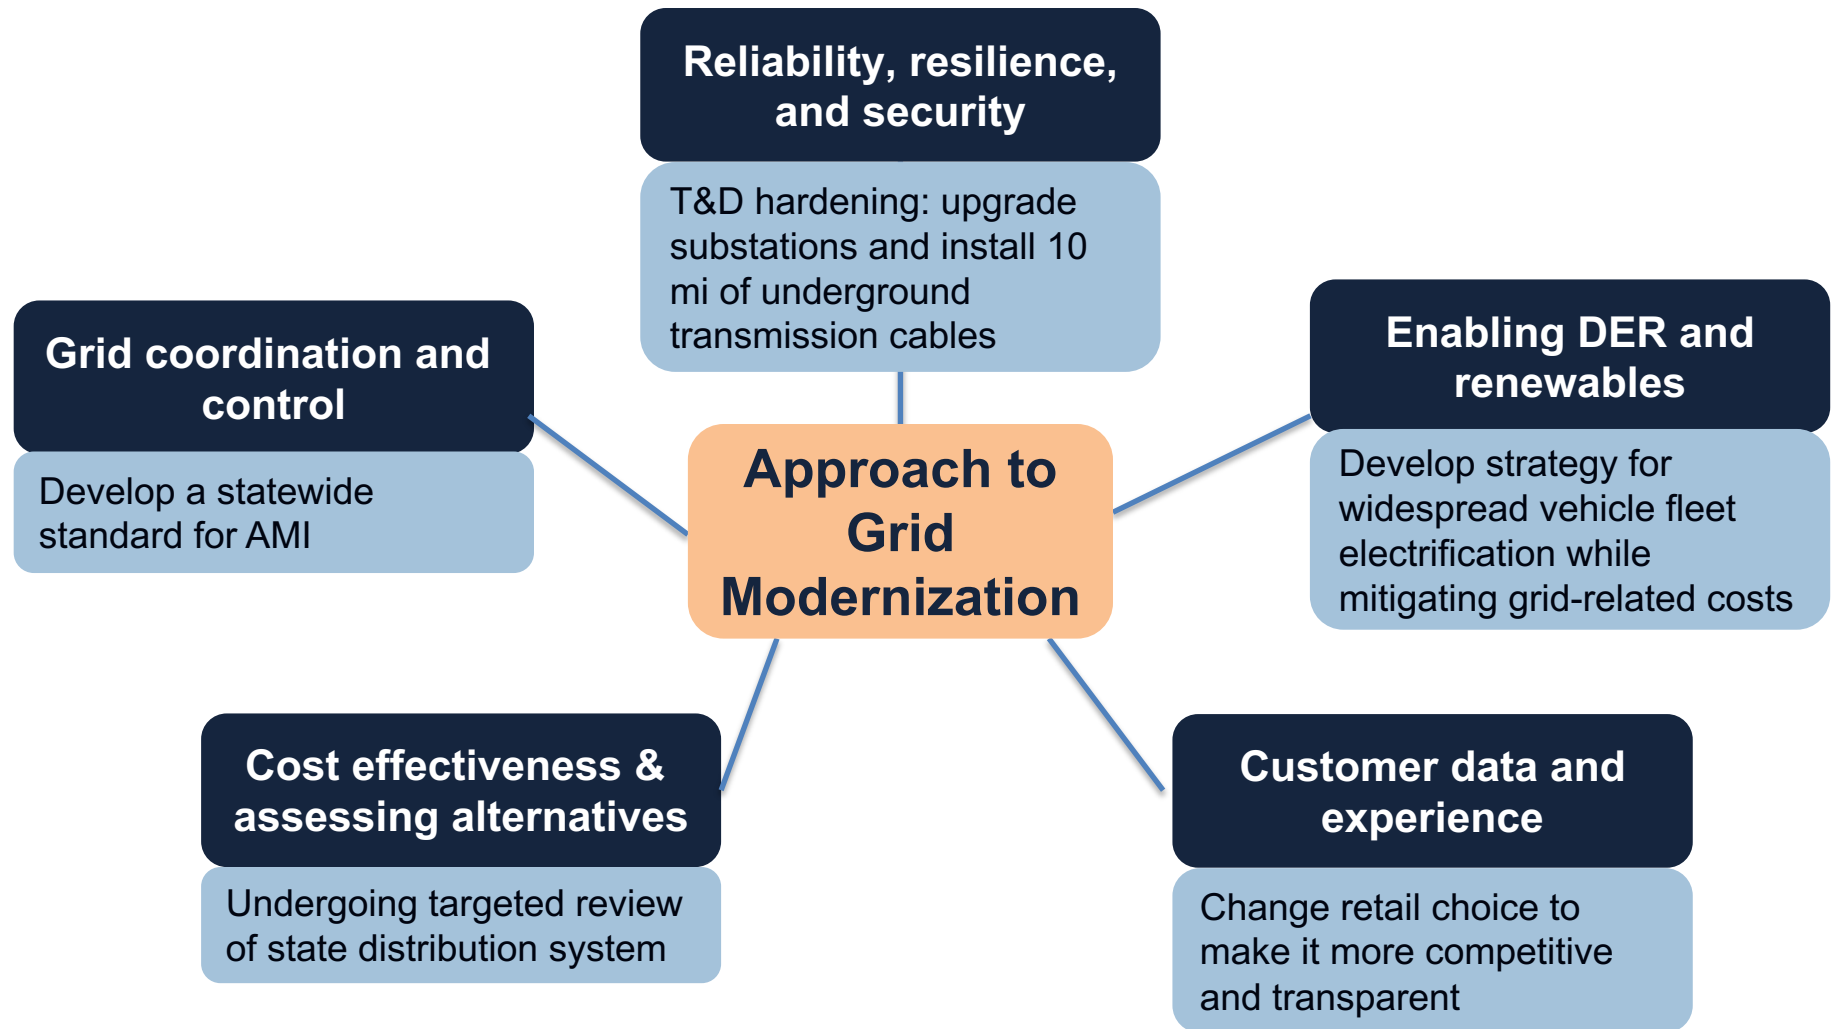 Reliability, resilience,
and security
T&D hardening: upgrade
substations and install 10
mi of underground
transmission cables
Grid coordination and
control
Develop a statewide
standard for AMI
Enabling DER and
renewables
Develop strategy for
widespread vehicle fleet
electrification while
mitigating grid-related costs
Approach to
Grid
Modernization
Cost effectiveness &
assessing alternatives
Undergoing targeted review
of state distribution system
Customer data and
experience
Change retail choice to
make it more competitive
and transparent